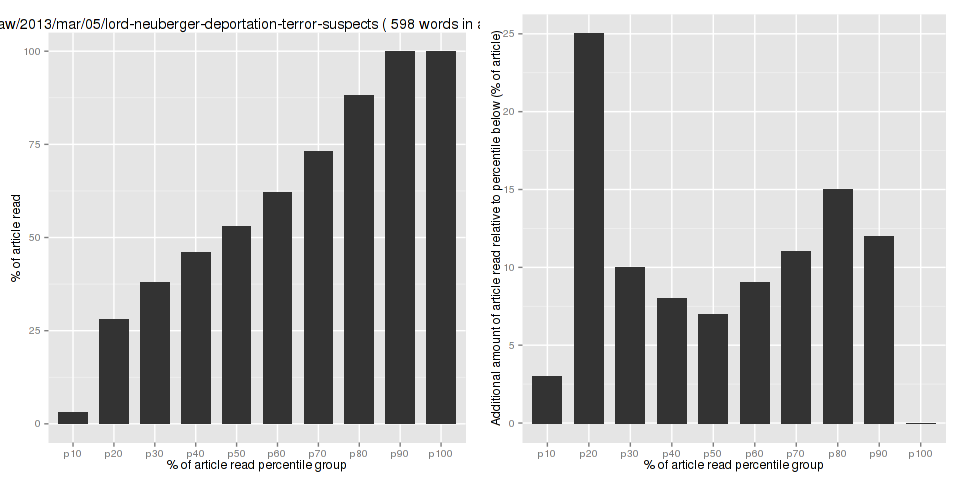 aw/2013/mar/05/lord-neuberger-deportation-terror-suspects ( 598 words in a
% of article read
100
75
50
25
0
p10 p20 p30 p40 p50 p60 p70 p80 p90 p100
% of article read percentile group
Additional amount of article read relative to percentile below (% of article)
25
20
15
10
5
0
p10 p20 p30 p40 p50 p60 p70 p80 p90 p100
% of article read percentile group